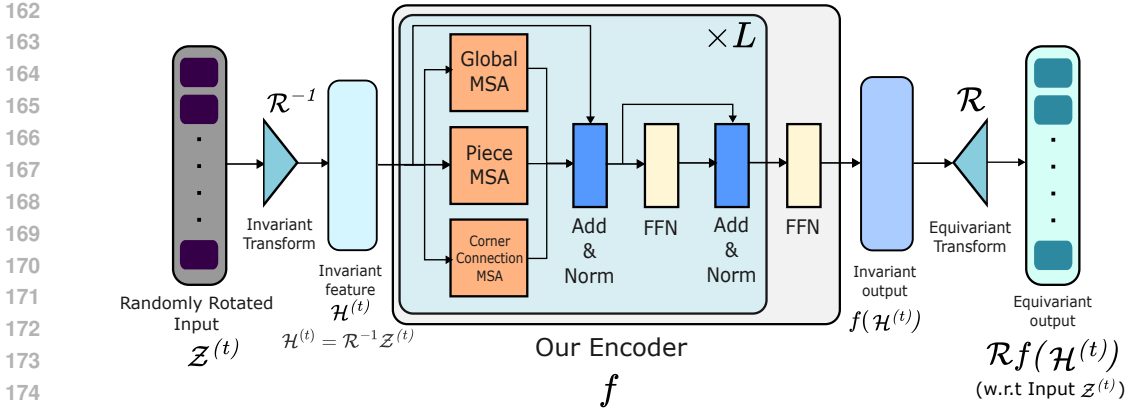 162
163
164
165
166
167
168
169
170
171
172
173
174
Randomly Rotated
Input
𝒵^(t)
ℛ^-1
Invariant
Transform
Invariant
feature
ℋ^(t)
ℋ^(t) = ℛ^-1 𝒵^(t)
Global
MSA
Piece
MSA
Corner
Connection
MSA
×L
Add
&
Norm
FFN
Add
&
Norm
FFN
Our Encoder
f
Invariant
output
f(ℋ^(t))
ℛ
Equivariant
Transform
Equivariant
output
ℛf(ℋ^(t))
(w.r.t Input 𝒵^(t))